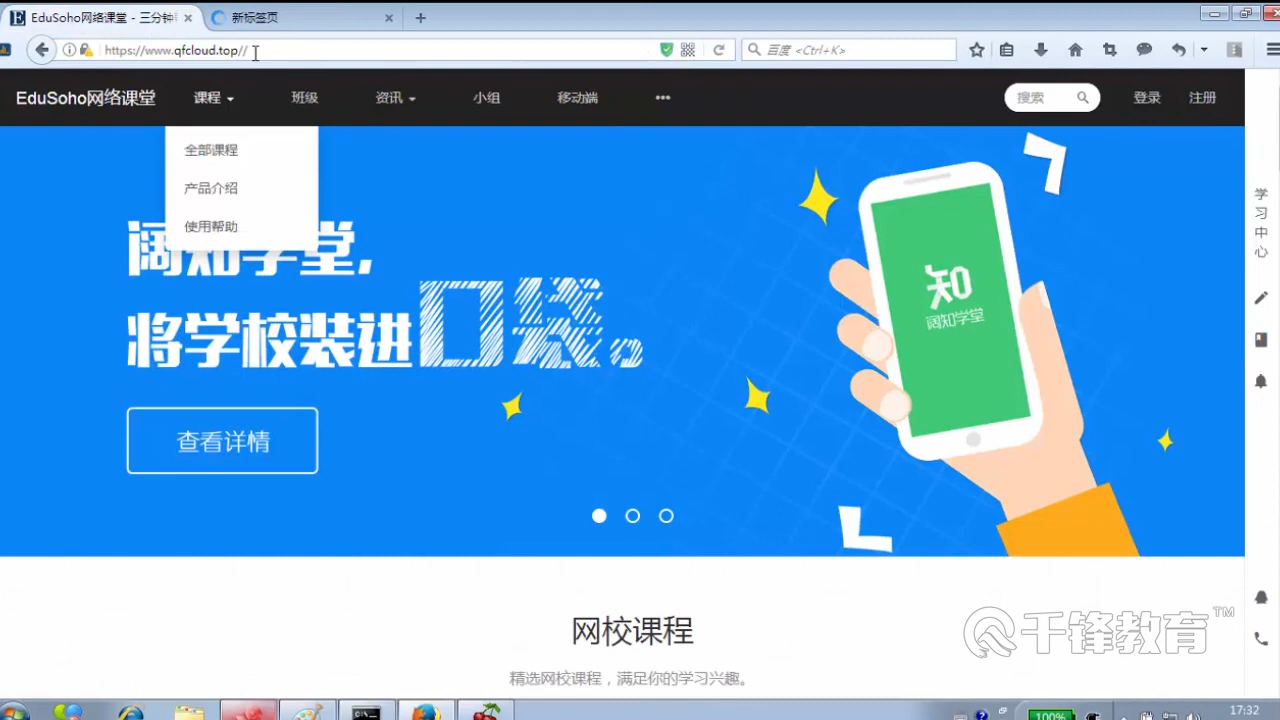 EduSoho网络课堂 - 三分钟
新标签页
https://www.qfcloud.top//
百度 <Ctrl+K>
EduSoho网络课堂
课程
班级
资讯
小组
移动端
•••
搜索
登录
注册
全部课程
产品介绍
使用帮助
阔知学堂,
将学校装进口袋。
查看详情
知
阔知学堂
学
习
中
心
网校课程
精选网校课程，满足你的学习兴趣。
千锋教育™
100%
17:32